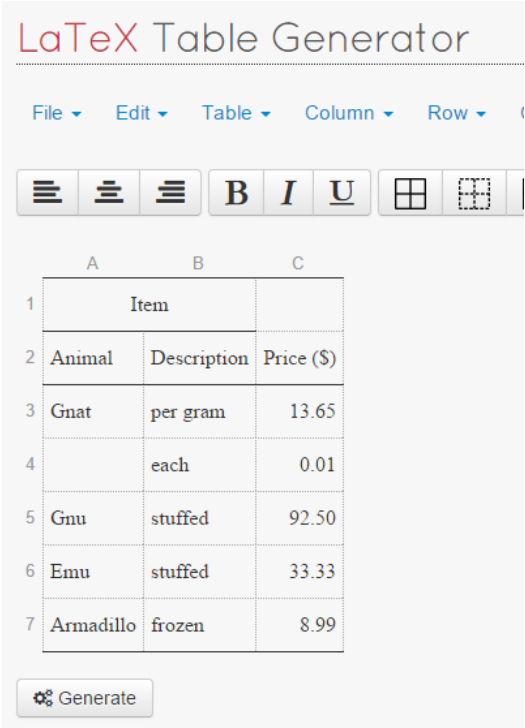 LaTeX Table Generator
File Edit Table Column Row
B I U
A B C
1 Item
2 Animal Description Price ($)
3 Gnat per gram 13.65
4 each 0.01
5 Gnu stuffed 92.50
6 Emu stuffed 33.33
7 Armadillo frozen 8.99
Generate